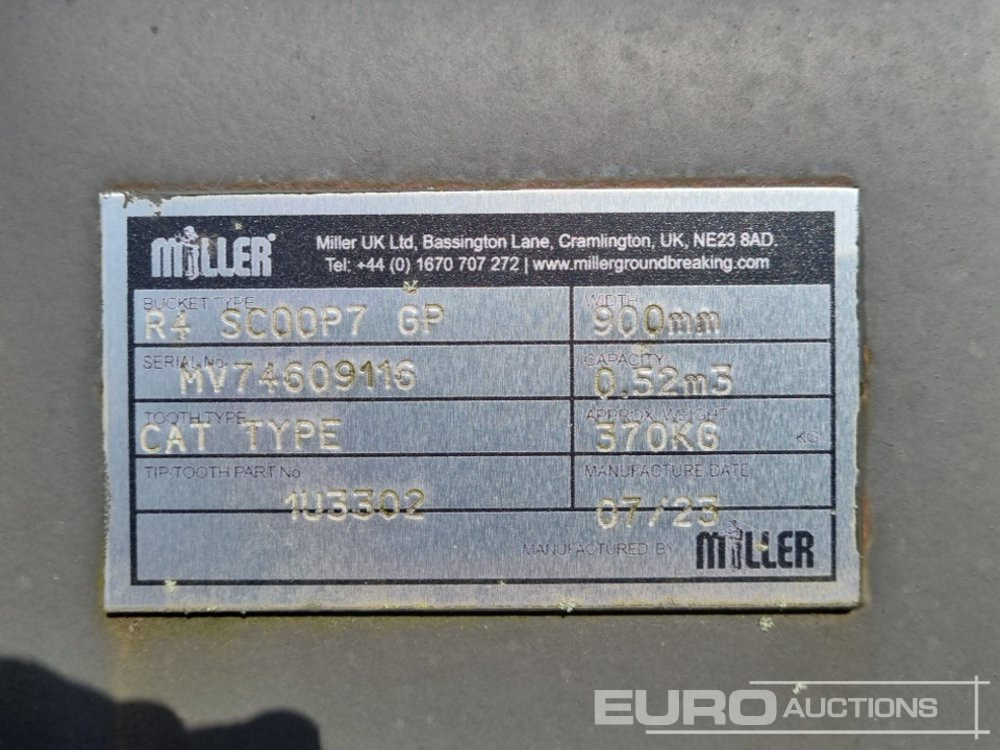 MILLER®
Miller UK Ltd, Bassington Lane, Cramlington, UK, NE23 8AD.
Tel: +44 (0) 1670 707 272 | www.millergroundbreaking.com
BUCKET TYPE
R4 SCOOP7 GP
WIDTH
900mm
SERIAL No.
MV74609116
CAPACITY
0.52m3
TOOTH TYPE
CAT TYPE
APPROX WEIGHT
370KG
KG
TIP/TOOTH PART No.
1U3302
MANUFACTURE DATE
07/23
MANUFACTURED BY MILLER
EURO AUCTIONS